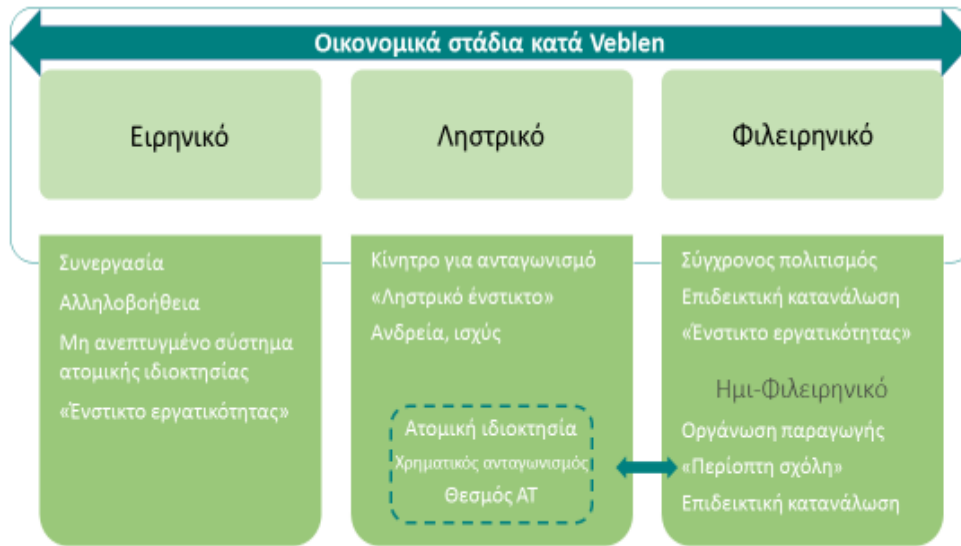 Οικονομικά στάδια κατά Veblen
Ειρηνικό
Ληστρικό
Φιλειρηνικό
Συνεργασία
Αλληλοβοήθεια
Μη ανεπτυγμένο σύστημα
ατομικής ιδιοκτησίας
«Ένστικτο εργατικότητας»
Κίνητρο για ανταγωνισμό
«Ληστρικό ένστικτο»
Ανδρεία, ισχύς
Ατομική ιδιοκτησία
Χρηματικός ανταγωνισμός
Θεσμός ΑΤ
Σύγχρονος πολιτισμός
Επιδεικτική κατανάλωση
«Ένστικτο εργατικότητας»
Ημι-Φιλειρηνικό
Οργάνωση παραγωγής
«Περίοπτη σχόλη»
Επιδεικτική κατανάλωση